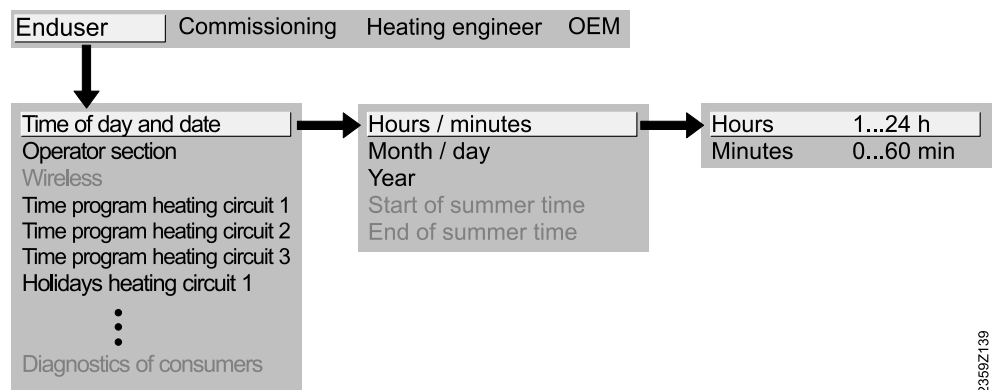 Enduser Commissioning Heating engineer OEM
Time of day and date
Operator section
Wireless
Time program heating circuit 1
Time program heating circuit 2
Time program heating circuit 3
Holidays heating circuit 1
Diagnostics of consumers
Hours / minutes
Month / day
Year
Start of summer time
End of summer time
Hours 1...24 h
Minutes 0...60 min
2359Z139